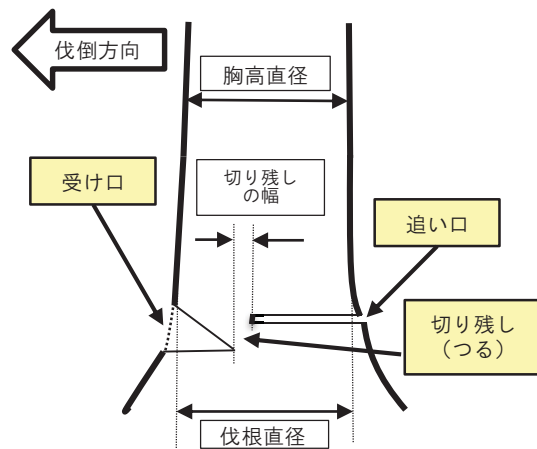 伐倒方向
胸高直径
切り残し
の幅
受け口
追い口
切り残し
（つる）
伐根直径